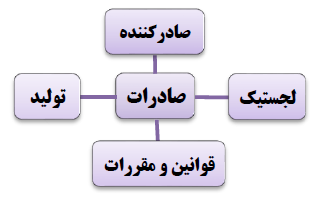 صادرکننده
لجستیک
صادرات
تولید
قوانین و مقررات